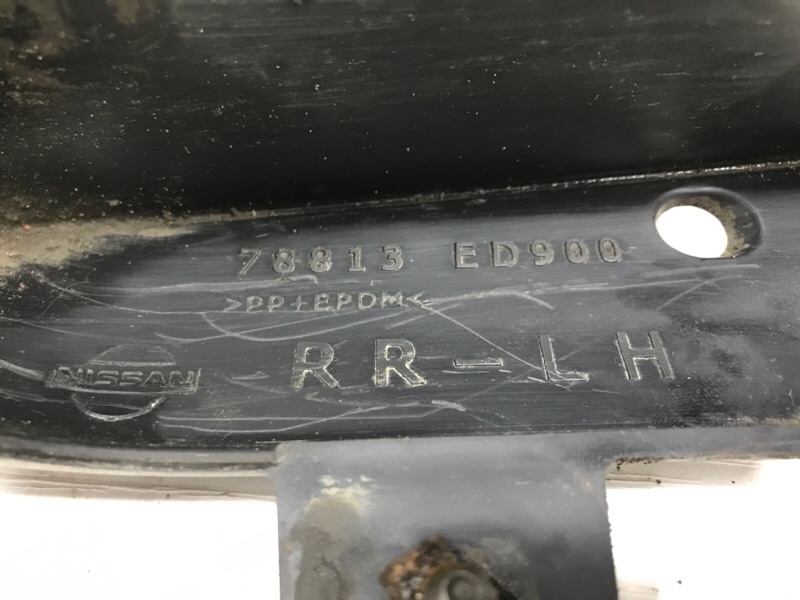 78813 ED900
>PP+EPDM<
NISSAN
RR-LH